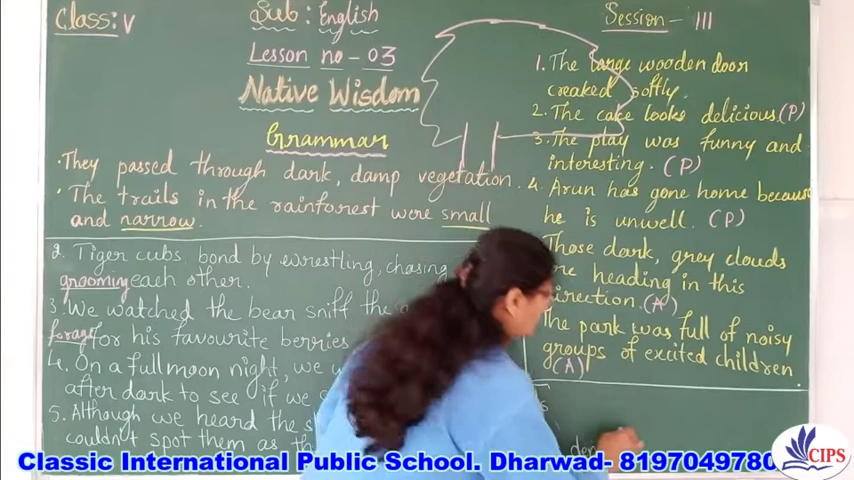 Class: V
Sub: English
Session - III
Lesson no - 03
Native Wisdom
Grammar
• They passed through dark, damp vegetation.
• The trails in the rainforest were small
and narrow.
2. Tiger cubs bond by wrestling, chasing
grooming each other.
3. We watched the bear sniff the
forage for his favourite berries
4. On a full moon night, we
after dark to see if we
5. Although we heard the
couldn't spot them as
1. The large wooden door
creaked softly.
2. The cake looks delicious (P)
3. The play was funny and
interesting. (P)
4. Arun has gone home because
he is unwell. (P)
Those dark, grey clouds
are heading in this
direction. (A)
The park was full of noisy
groups of excited children.
(A)
Classic International Public School. Dharwad- 8197049780
CIPS